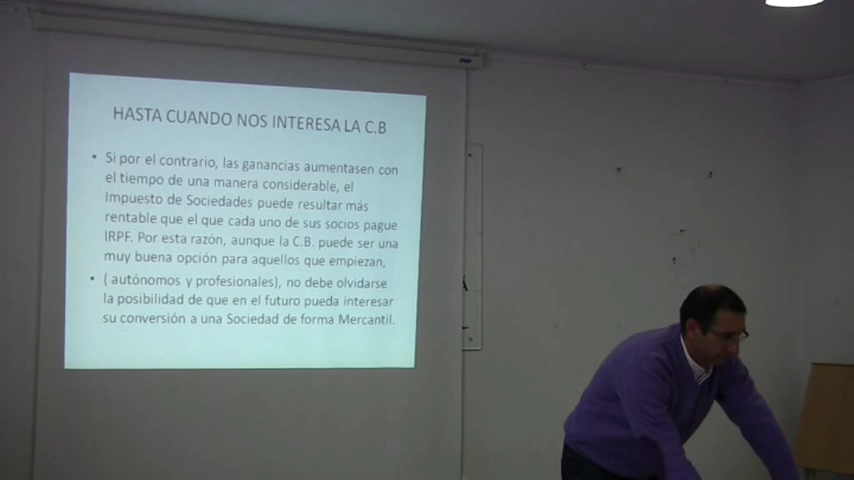 HASTA CUANDO NOS INTERESA LA C.B
• Si por el contrario, las ganancias aumentasen con
el tiempo de una manera considerable, el
Impuesto de Sociedades puede resultar más
rentable que el que cada uno de sus socios pague
IRPF. Por esta razón, aunque la C.B. puede ser una
muy buena opción para aquellos que empiezan,
• ( autónomos y profesionales), no debe olvidarse
la posibilidad de que en el futuro pueda interesar
su conversión a una Sociedad de forma Mercantil.